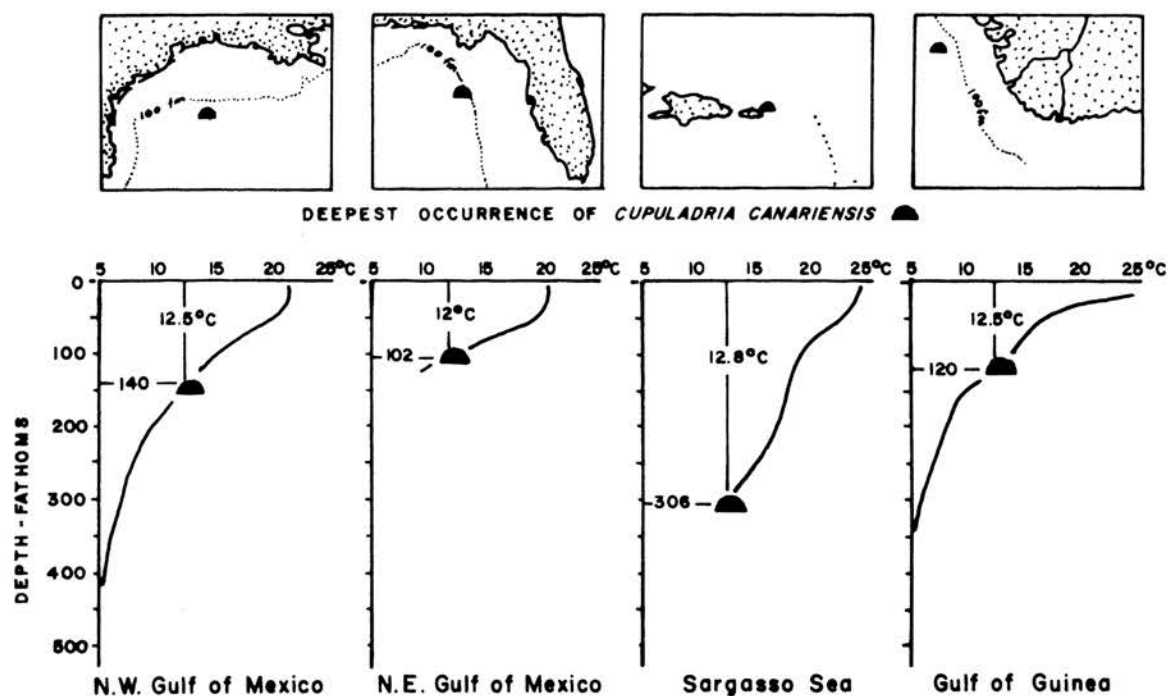 100 fm
100 fm
100 fm
DEEPEST OCCURRENCE OF CUPULADRIA CANARIENSIS
5 10 15 20 25°C
5 10 15 20 25°C
5 10 15 20 25°C
5 10 15 20 25°C
0
100
200
300
400
500
DEPTH - FATHOMS
12.5°C
140
12°C
102
12.8°C
306
12.5°C
120
N.W. Gulf of Mexico
N.E. Gulf of Mexico
Sargasso Sea
Gulf of Guinea